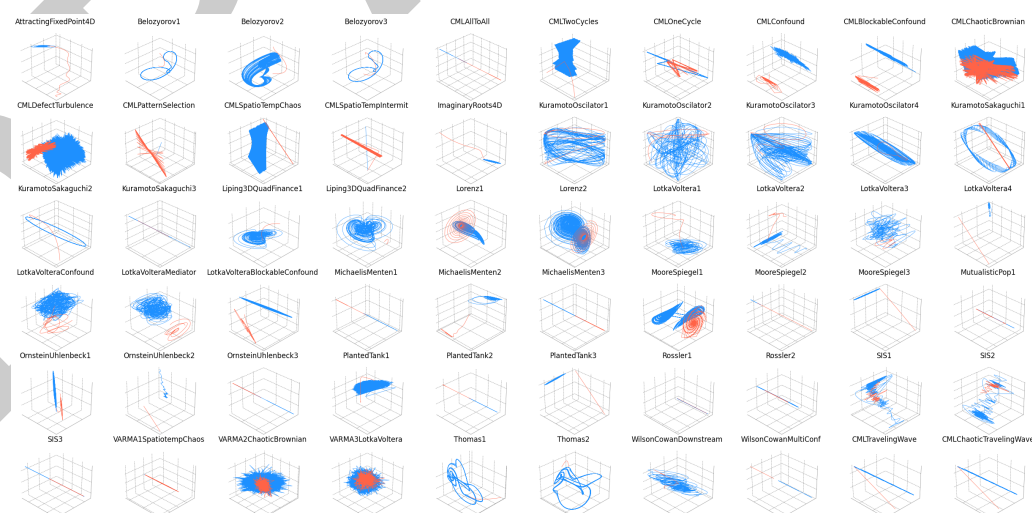 AttractingFixedPoint4D Belozyorov1 Belozyorov2 Belozyorov3 CMLAllToAll CMLTwoCycles CMLOneCycle CMLConfound CMLBlockableConfound CMLChaoticBrownian
CMLDefectTurbulence CMLPatternSelection CMLSpatioTempChaos CMLSpatioTempIntermit ImaginaryRoots4D KuramotoOscilator1 KuramotoOscilator2 KuramotoOscilator3 KuramotoOscilator4 KuramotoSakaguchi1
KuramotoSakaguchi2 KuramotoSakaguchi3 Liping3DQuadFinance1 Liping3DQuadFinance2 Lorenz1 Lorenz2 LotkaVoltera1 LotkaVoltera2 LotkaVoltera3 LotkaVoltera4
LotkaVolteraConfound LotkaVolteraMediator LotkaVolteraBlockableConfound MichaelisMenten1 MichaelisMenten2 MichaelisMenten3 MooreSpiegel1 MooreSpiegel2 MooreSpiegel3 MutualisticPop1
OrnsteinUhlenbeck1 OrnsteinUhlenbeck2 OrnsteinUhlenbeck3 PlantedTank1 PlantedTank2 PlantedTank3 Rossler1 Rossler2 SIS1 SIS2
SIS3 VARMA1SpatiotempChaos VARMA2ChaoticBrownian VARMA3LotkaVoltera Thomas1 Thomas2 WilsonCowanDownstream WilsonCowanMultiConf CMLTravelingWave CMLChaoticTravelingWave